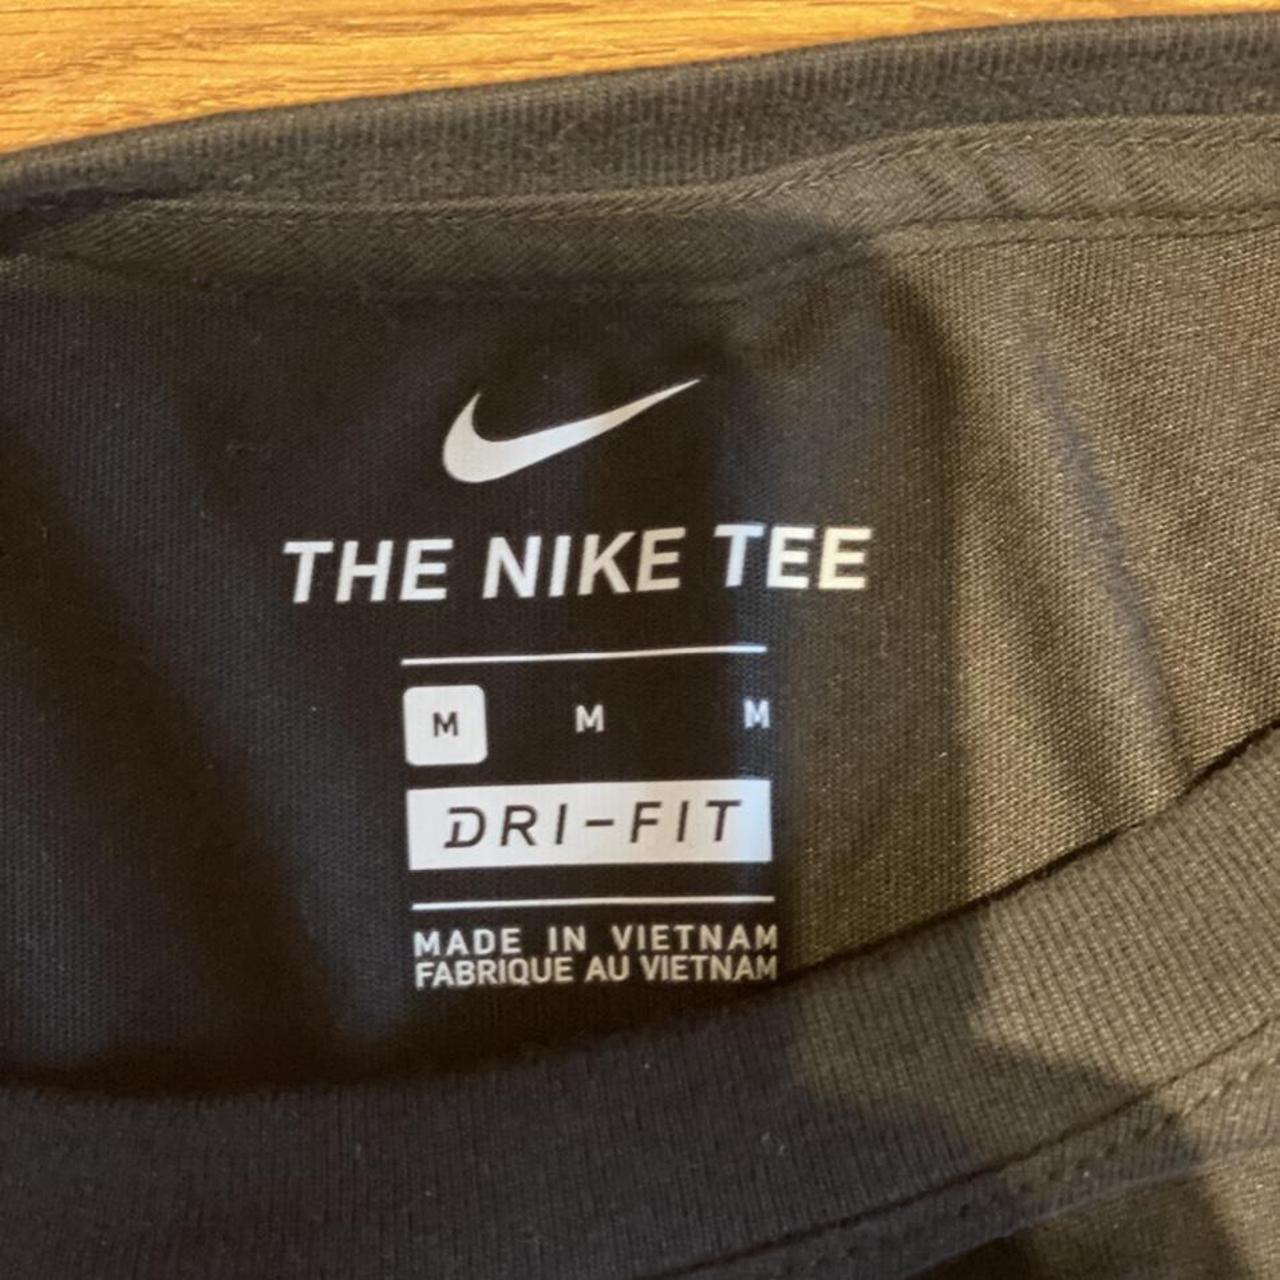 THE NIKE TEE
M M M
DRI-FIT
MADE IN VIETNAM
FABRIQUE AU VIETNAM